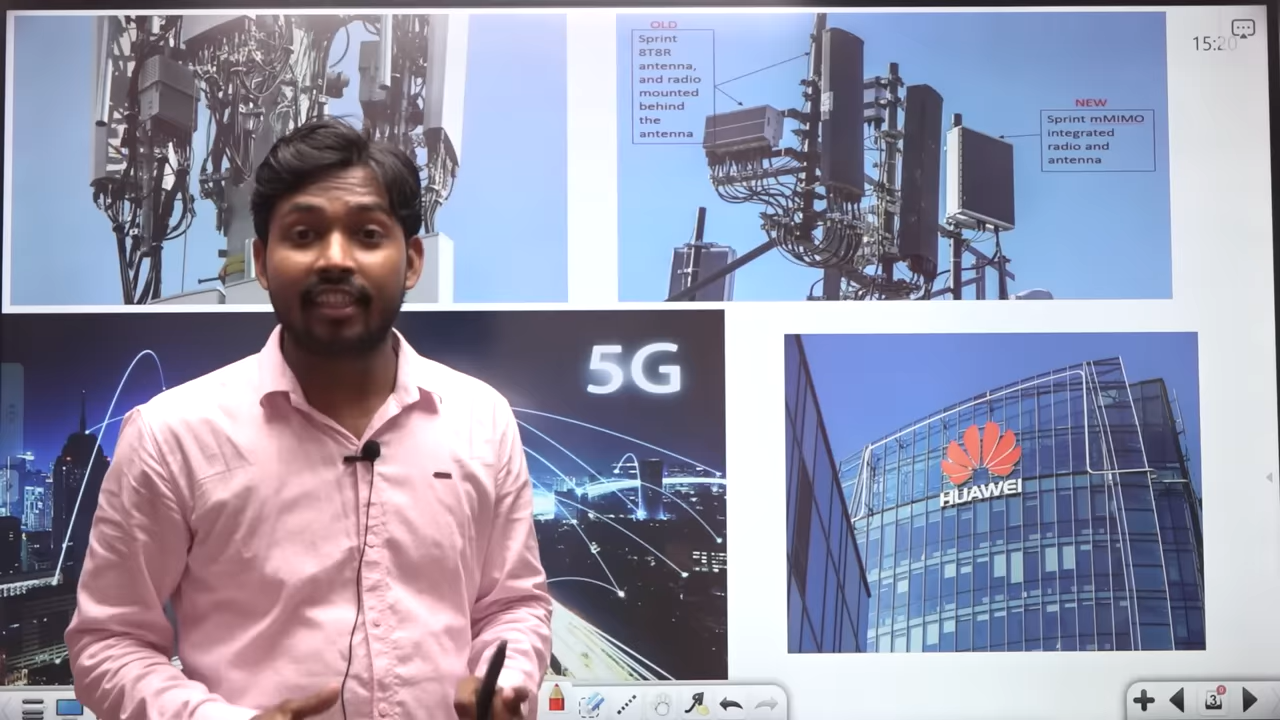 OLD
Sprint
8T8R
antenna,
and radio
mounted
behind
the
antenna
NEW
Sprint mMIMO
integrated
radio and
antenna
15:20
5G
HUAWEI
3